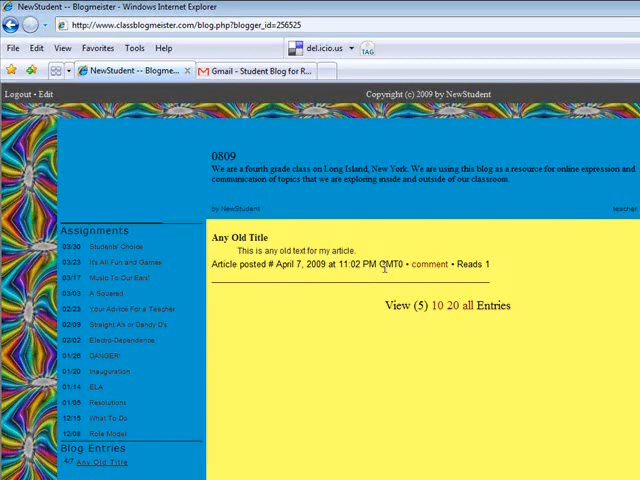 NewStudent -- Blogmeister - Windows Internet Explorer
http://www.classblogmeister.com/blog.php?blogger_id=256525
File Edit View Favorites Tools Help
del.icio.us TAG
NewStudent -- Blogme... x Gmail - Student Blog for R...
Logout • Edit
Copyright (c) 2009 by NewStudent
0809
We are a fourth grade class on Long Island, New York. We are using this blog as a resource for online expression and
communication of topics that we are exploring inside and outside of our classroom.
by NewStudent
teacher
Assignments
03/30 Students' Choice
03/23 It's All Fun and Games
03/17 Music To Our Ears!
03/03 A Squared
02/23 Your Advice For a Teacher
02/09 Straight A's or Dandy D's
02/02 Electro-Dependence
01/26 DANGER!
01/20 Inauguration
01/14 ELA
01/05 Resolutions
12/15 What To Do
12/08 Role Model
Blog Entries
4/7 Any Old Title
Any Old Title
This is any old text for my article.
Article posted # April 7, 2009 at 11:02 PM GMT0 • comment • Reads 1
View (5) 10 20 all Entries